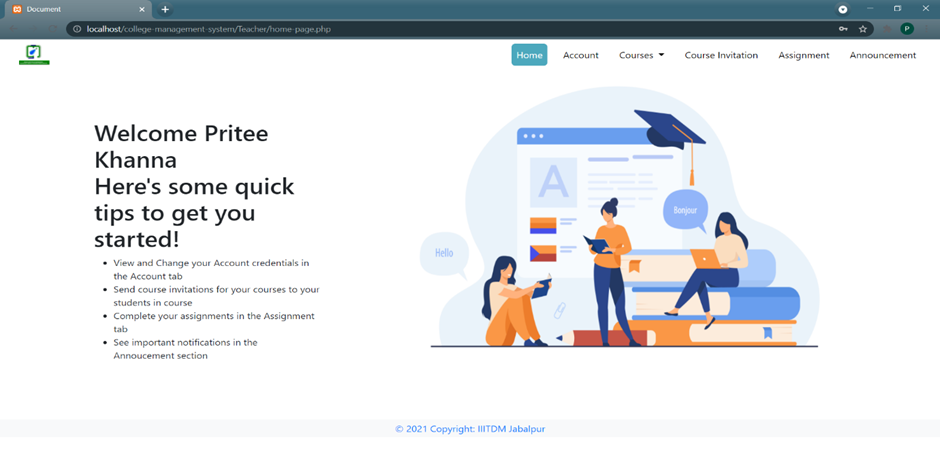 Document
localhost/college-management-system/Teacher/home-page.php
P
Home Account Courses Course Invitation Assignment Announcement
Welcome Pritee
Khanna
Here's some quick
tips to get you
started!
View and Change your Account credentials in
the Account tab
Send course invitations for your courses to your
students in course
Complete your assignments in the Assignment
tab
See important notifications in the
Annoucement section
A
Bonjour
Hello
© 2021 Copyright: IIITDM Jabalpur